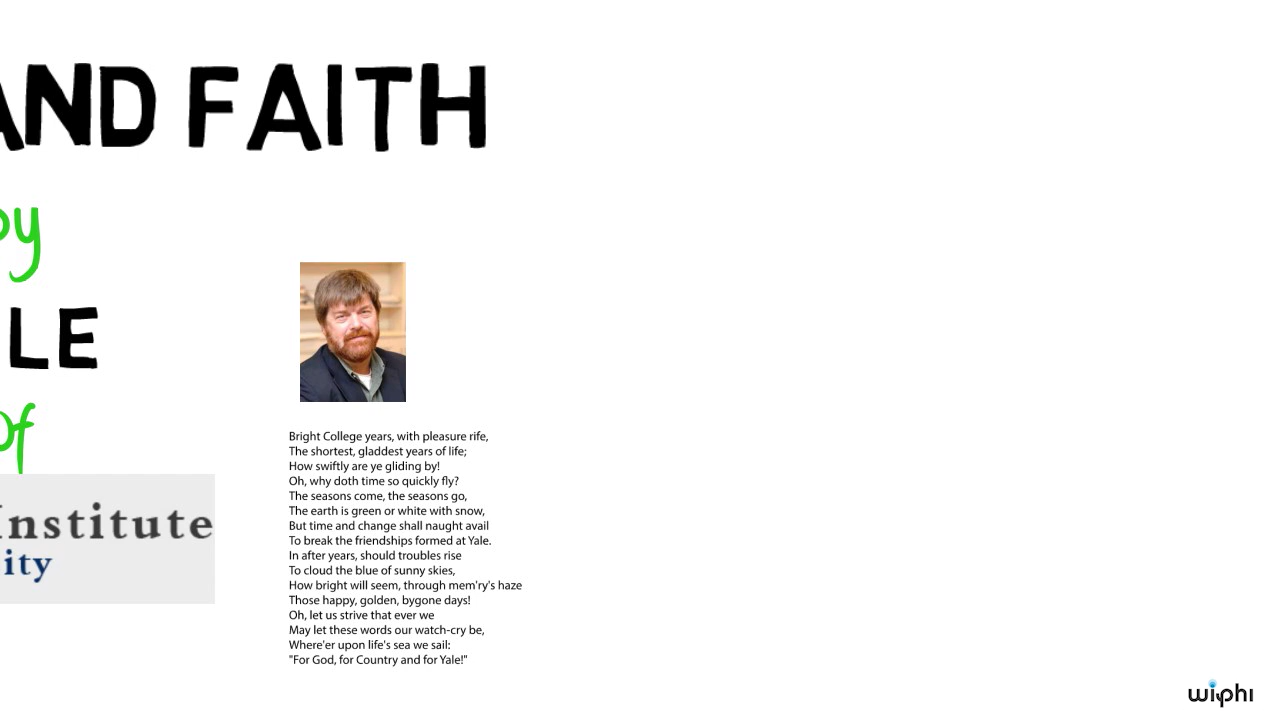 AND FAITH
by
LE
of
Institute
ity
Bright College years, with pleasure rife,
The shortest, gladdest years of life;
How swiftly are ye gliding by!
Oh, why doth time so quickly fly?
The seasons come, the seasons go,
The earth is green or white with snow,
But time and change shall naught avail
To break the friendships formed at Yale.
In after years, should troubles rise
To cloud the blue of sunny skies,
How bright will seem, through mem'ry's haze
Those happy, golden, bygone days!
Oh, let us strive that ever we
May let these words our watch-cry be,
Where'er upon life's sea we sail:
"For God, for Country and for Yale!"
wiphi